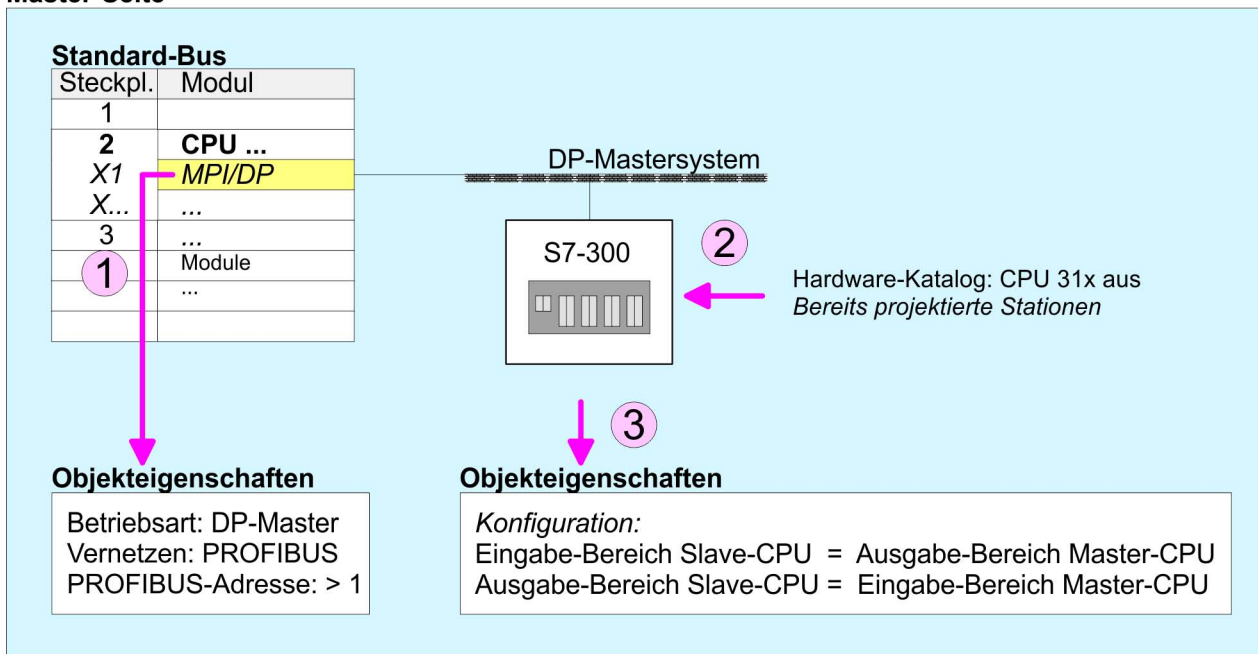 Master-Seite
Standard-Bus
Steckpl. Modul
1
2 CPU ...
X1 MPI/DP
X... ...
3 ...
1 Module
...
DP-Mastersystem
S7-300
2
Hardware-Katalog: CPU 31x aus
Bereits projektierte Stationen
3
Objekteigenschaften
Betriebsart: DP-Master
Vernetzen: PROFIBUS
PROFIBUS-Adresse: > 1
Objekteigenschaften
Konfiguration:
Eingabe-Bereich Slave-CPU = Ausgabe-Bereich Master-CPU
Ausgabe-Bereich Slave-CPU = Eingabe-Bereich Master-CPU